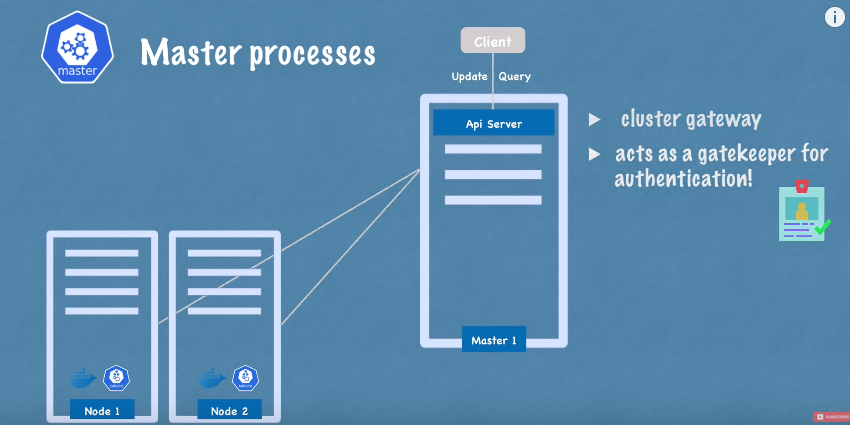 master
Master processes
Client
Update Query
Api Server
cluster gateway
acts as a gatekeeper for
authentication!
Master 1
Node 1
Node 2
SUBSCRIBE